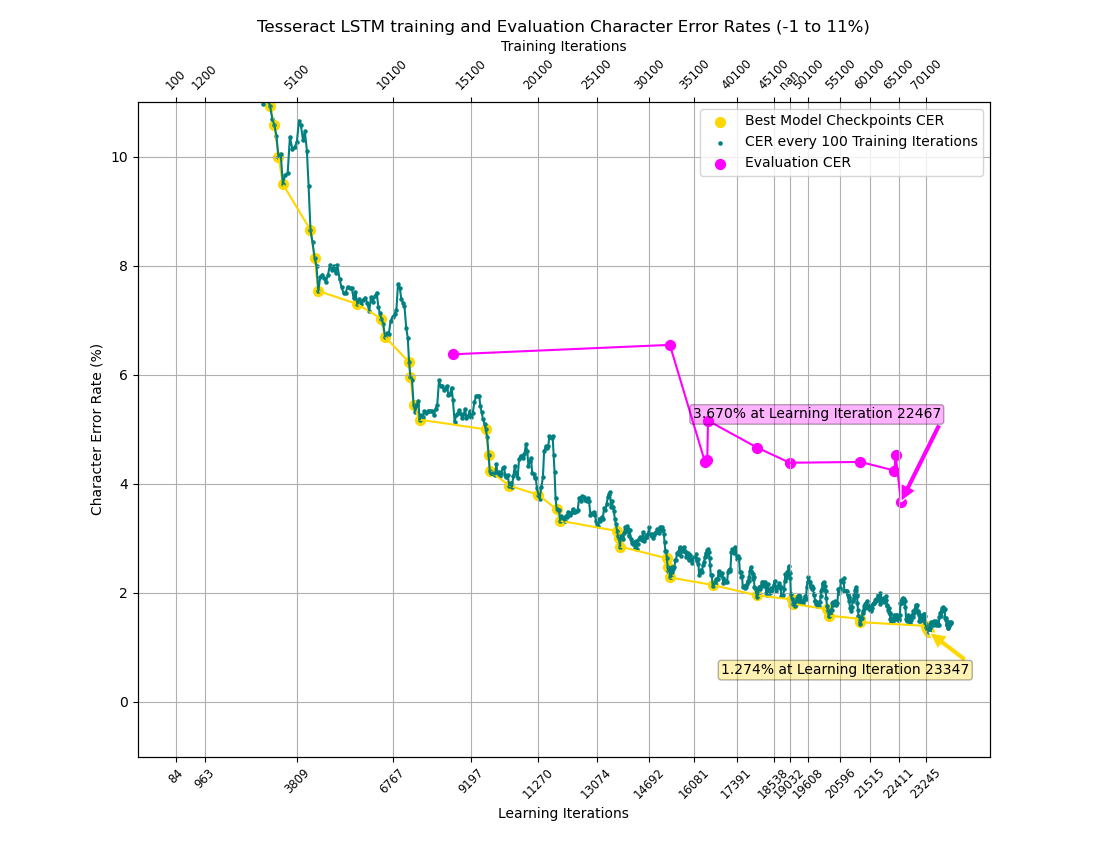 Tesseract LSTM training and Evaluation Character Error Rates (-1 to 11%)
Training Iterations
100 1200 5100 10100 15100 20100 25100 30100 35100 40100 45100 nan 50100 55100 60100 65100 70100
Best Model Checkpoints CER
CER every 100 Training Iterations
Evaluation CER
10
8
6
4
2
0
Character Error Rate (%)
3.670% at Learning Iteration 22467
1.274% at Learning Iteration 23347
84 963 3809 6767 9197 11270 13074 14692 16081 17391 18538 19032 19608 20596 21515 22411 23245
Learning Iterations